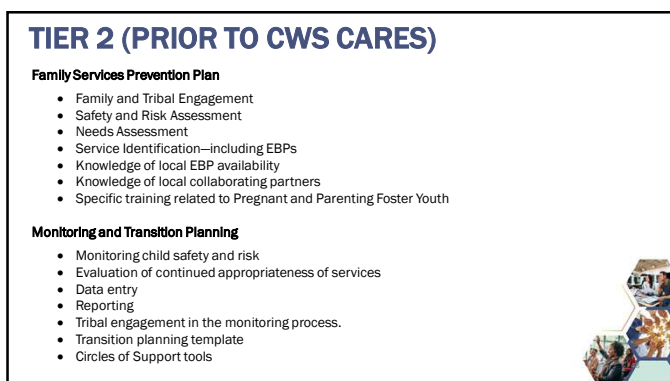 TIER 2 (PRIOR TO CWS CARES)
Family Services Prevention Plan
• Family and Tribal Engagement
• Safety and Risk Assessment
• Needs Assessment
• Service Identification—including EBPs
• Knowledge of local EBP availability
• Knowledge of local collaborating partners
• Specific training related to Pregnant and Parenting Foster Youth
Monitoring and Transition Planning
• Monitoring child safety and risk
• Evaluation of continued appropriateness of services
• Data entry
• Reporting
• Tribal engagement in the monitoring process.
• Transition planning template
• Circles of Support tools